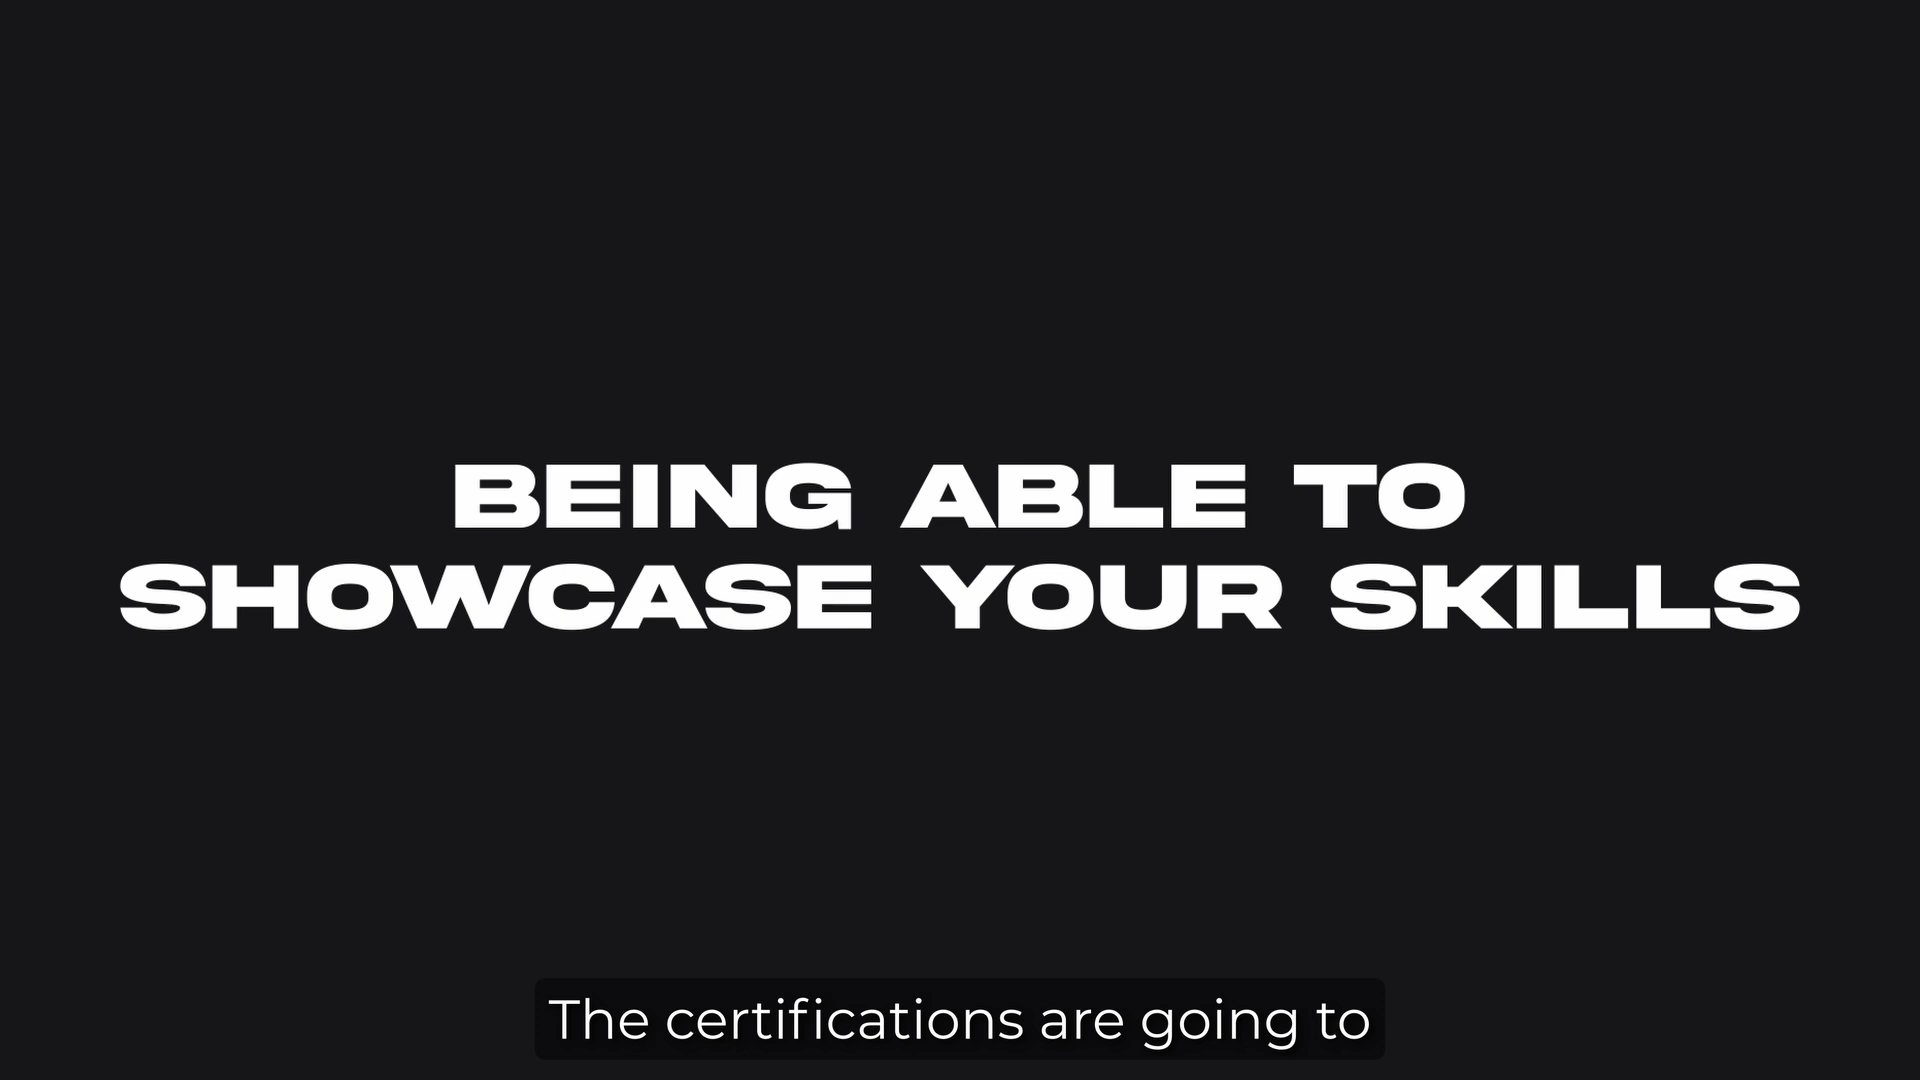 BEING ABLE TO
SHOWCASE YOUR SKILLS
The certifications are going to